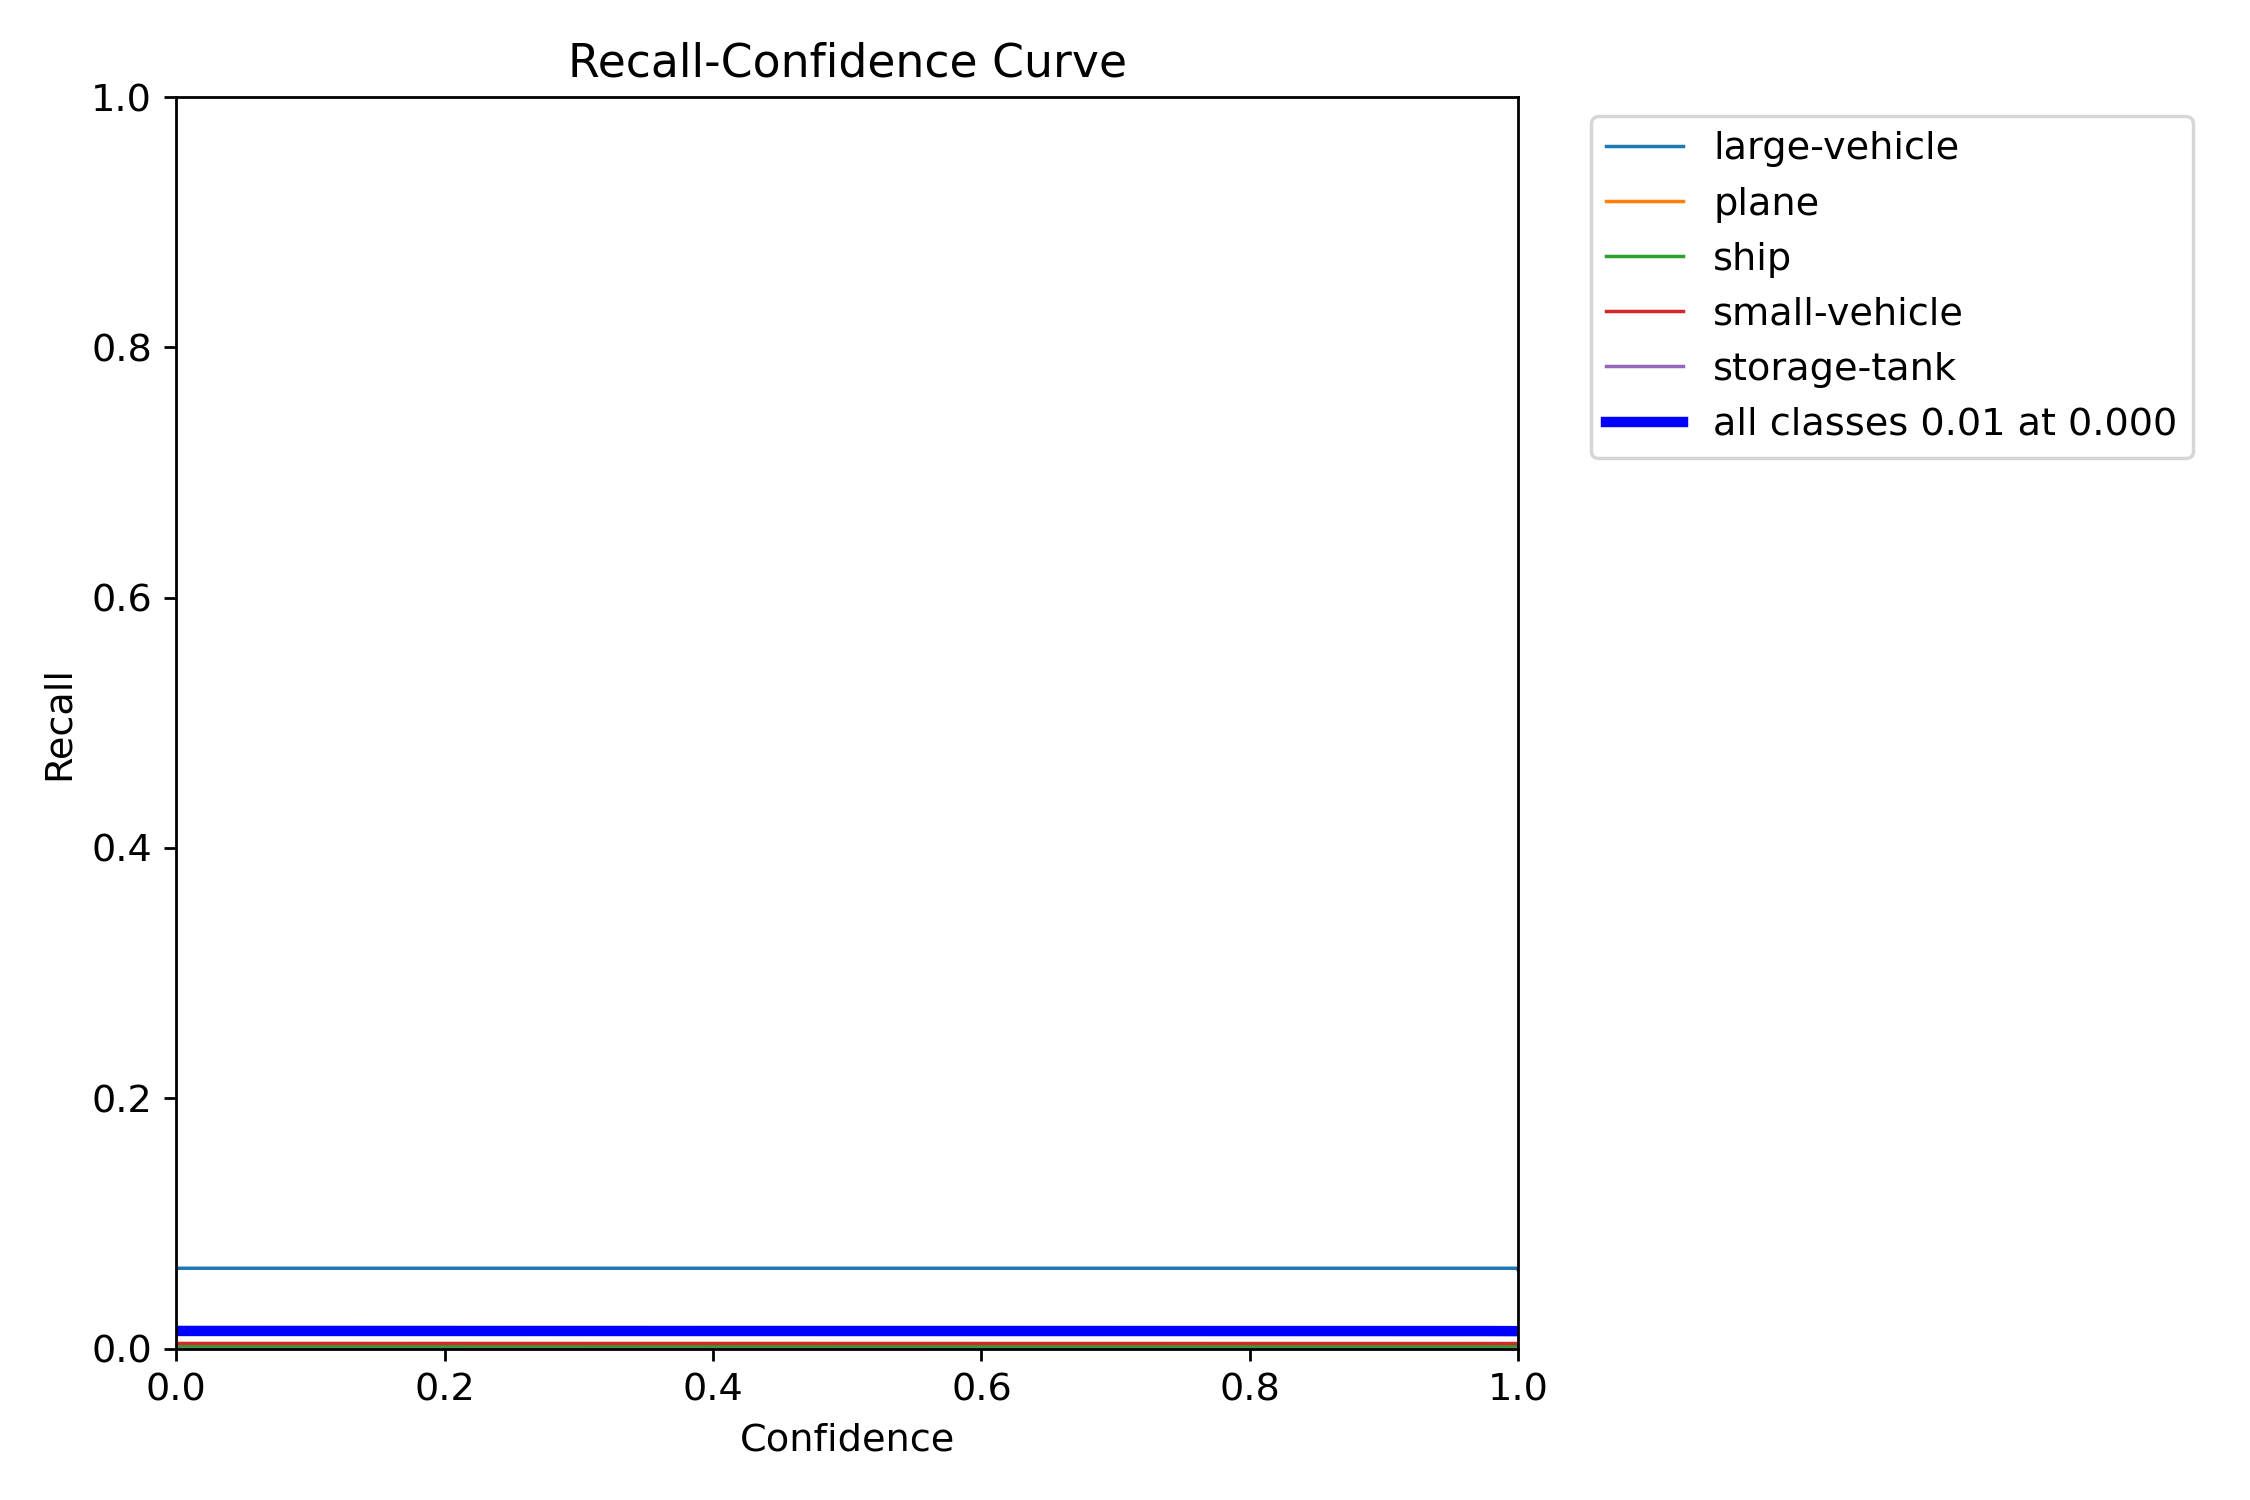 Recall-Confidence Curve
1.0
0.8
0.6
0.4
0.2
0.0
Recall
0.0 0.2 0.4 0.6 0.8 1.0
Confidence
large-vehicle
plane
ship
small-vehicle
storage-tank
all classes 0.01 at 0.000